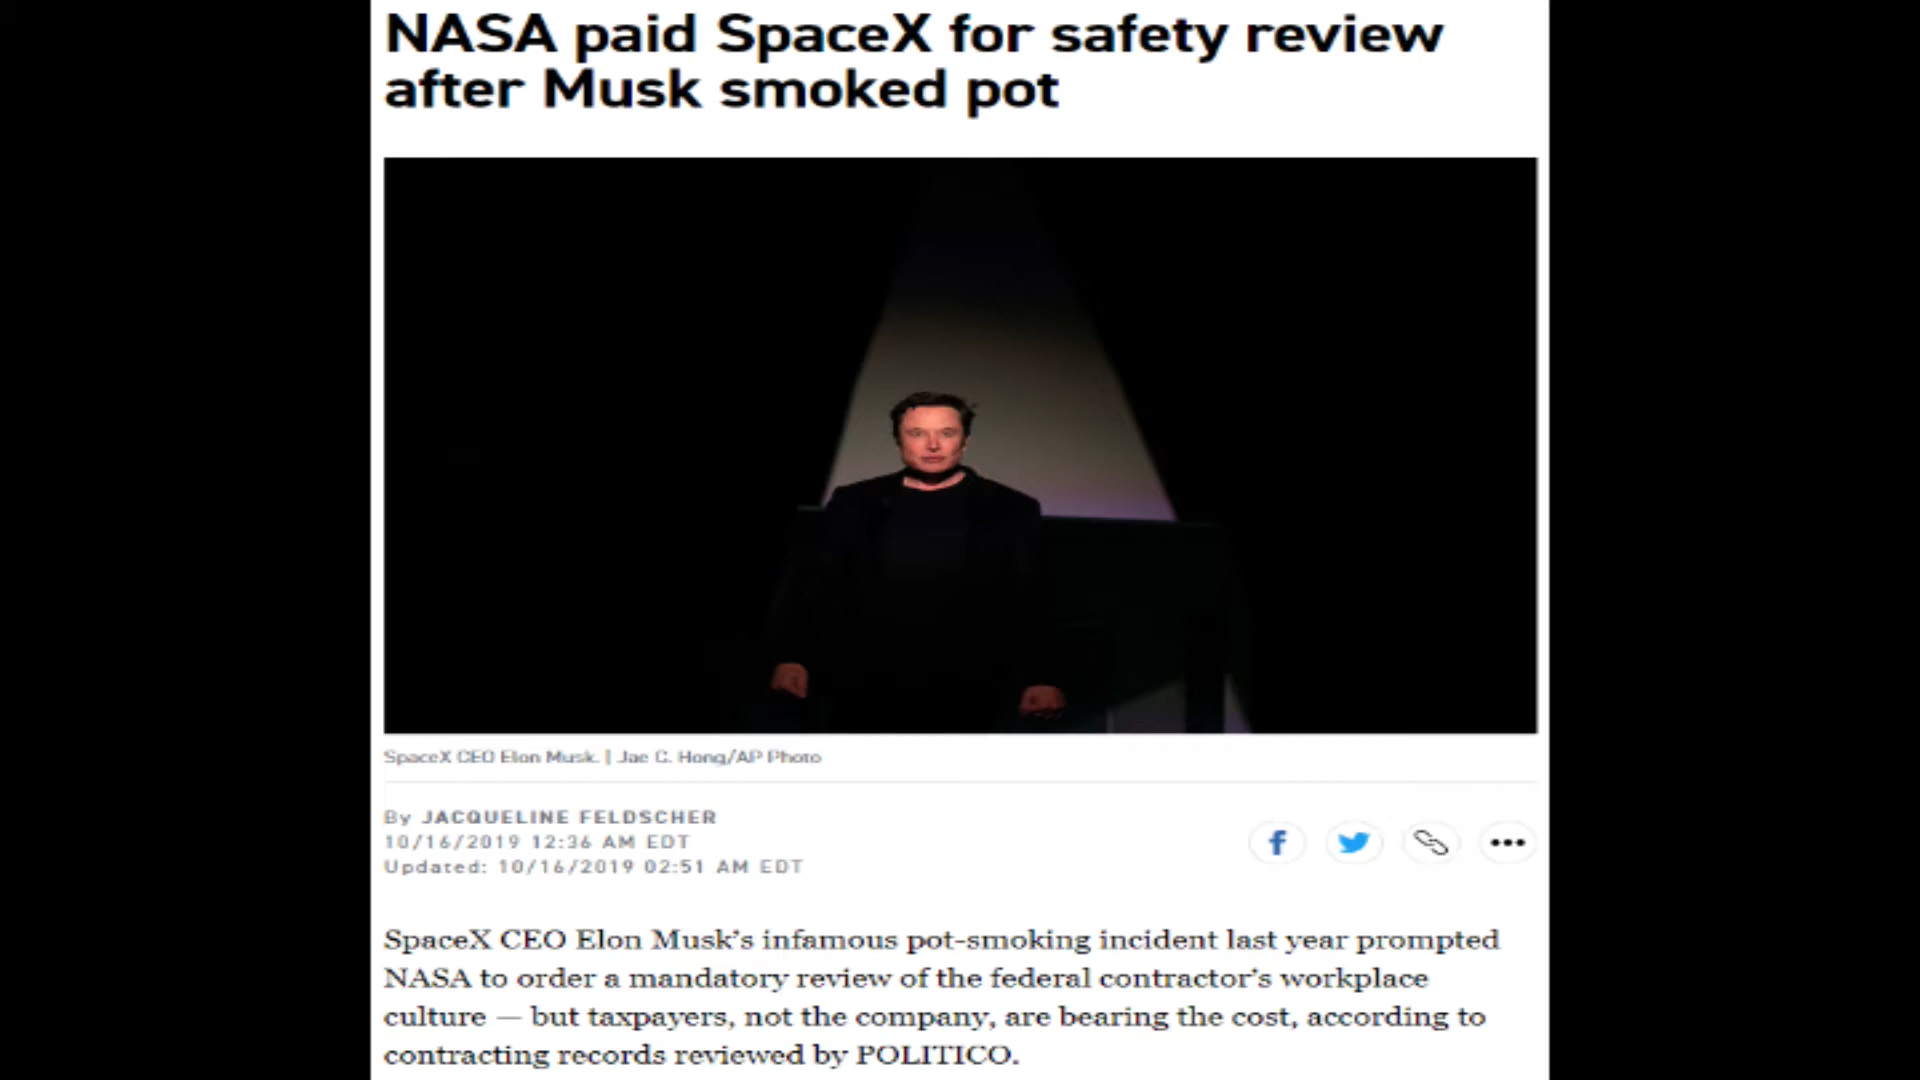 NASA paid SpaceX for safety review
after Musk smoked pot
SpaceX CEO Elon Musk. | Jae C. Hong/AP Photo
By JACQUELINE FELDSCHER
10/16/2019 12:36 AM EDT
Updated: 10/16/2019 02:51 AM EDT
SpaceX CEO Elon Musk’s infamous pot-smoking incident last year prompted
NASA to order a mandatory review of the federal contractor’s workplace
culture — but taxpayers, not the company, are bearing the cost, according to
contracting records reviewed by POLITICO.